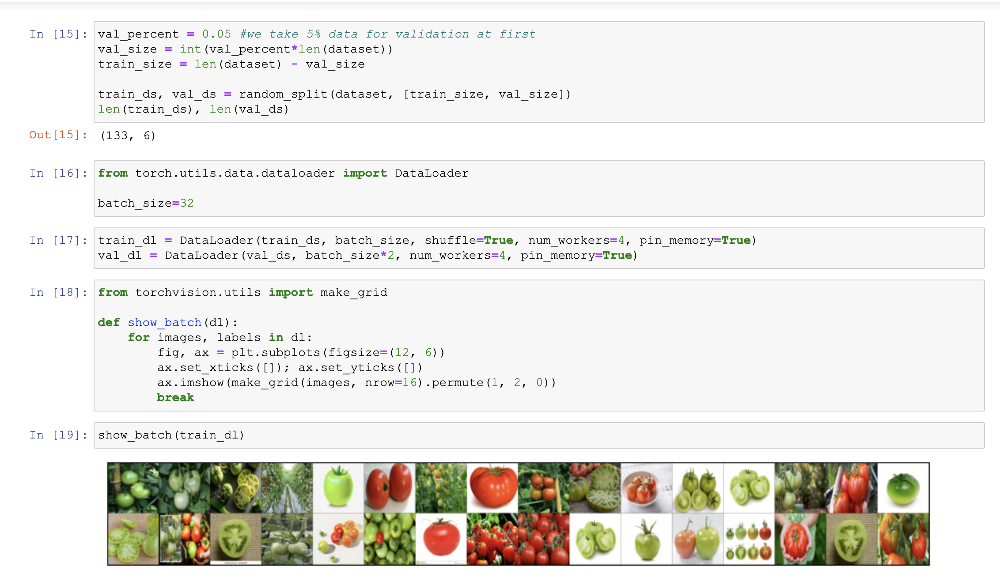 In [15]: val_percent = 0.05 #we take 5% data for validation at first
val_size = int(val_percent*len(dataset))
train_size = len(dataset) - val_size
train_ds, val_ds = random_split(dataset, [train_size, val_size])
len(train_ds), len(val_ds)
Out[15]: (133, 6)
In [16]: from torch.utils.data.dataloader import DataLoader
batch_size=32
In [17]: train_dl = DataLoader(train_ds, batch_size, shuffle=True, num_workers=4, pin_memory=True)
val_dl = DataLoader(val_ds, batch_size*2, num_workers=4, pin_memory=True)
In [18]: from torchvision.utils import make_grid
def show_batch(dl):
    for images, labels in dl:
        fig, ax = plt.subplots(figsize=(12, 6))
        ax.set_xticks([]); ax.set_yticks([])
        ax.imshow(make_grid(images, nrow=16).permute(1, 2, 0))
        break
In [19]: show_batch(train_dl)